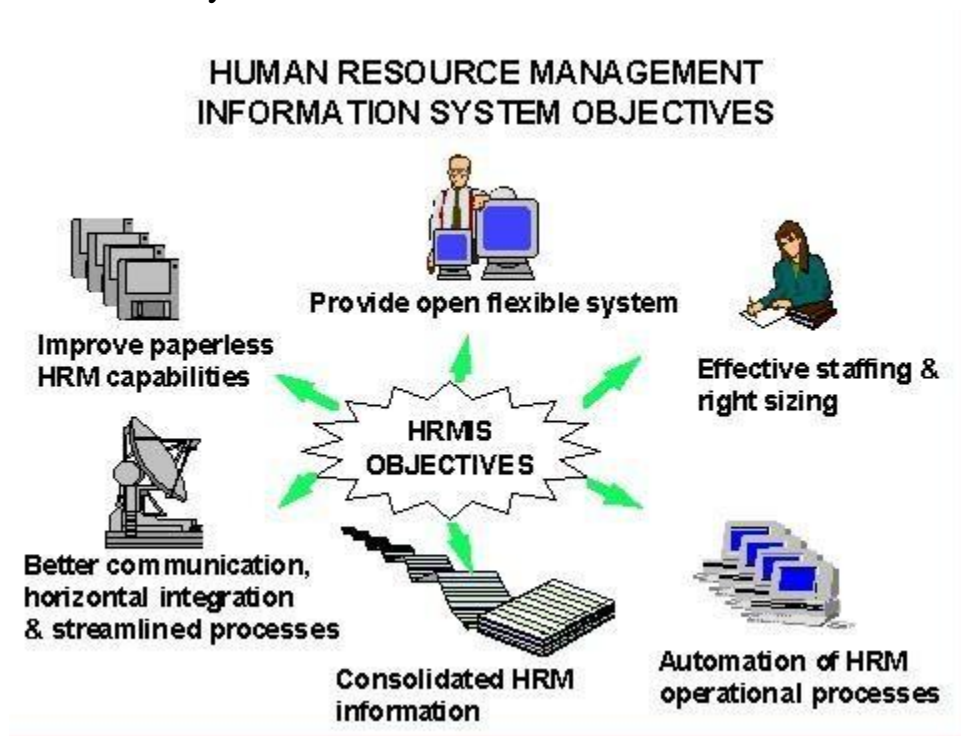 HUMAN RESOURCE MANAGEMENT
INFORMATION SYSTEM OBJECTIVES
Provide open flexible system
Improve paperless
HRM capabilities
Effective staffing &
right sizing
HRMIS
OBJECTIVES
Better communication,
horizontal integration
& streamlined processes
Consolidated HRM
information
Automation of HRM
operational processes